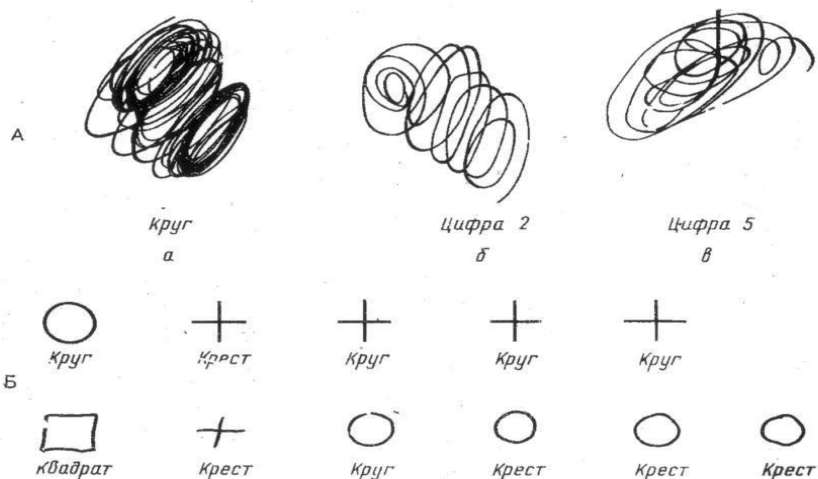 А
Круг Цифра 2 Цифра 5
а б в
Круг Крест Круг Круг Круг
Б
Квадрат Крест Круг Крест Крест Крест